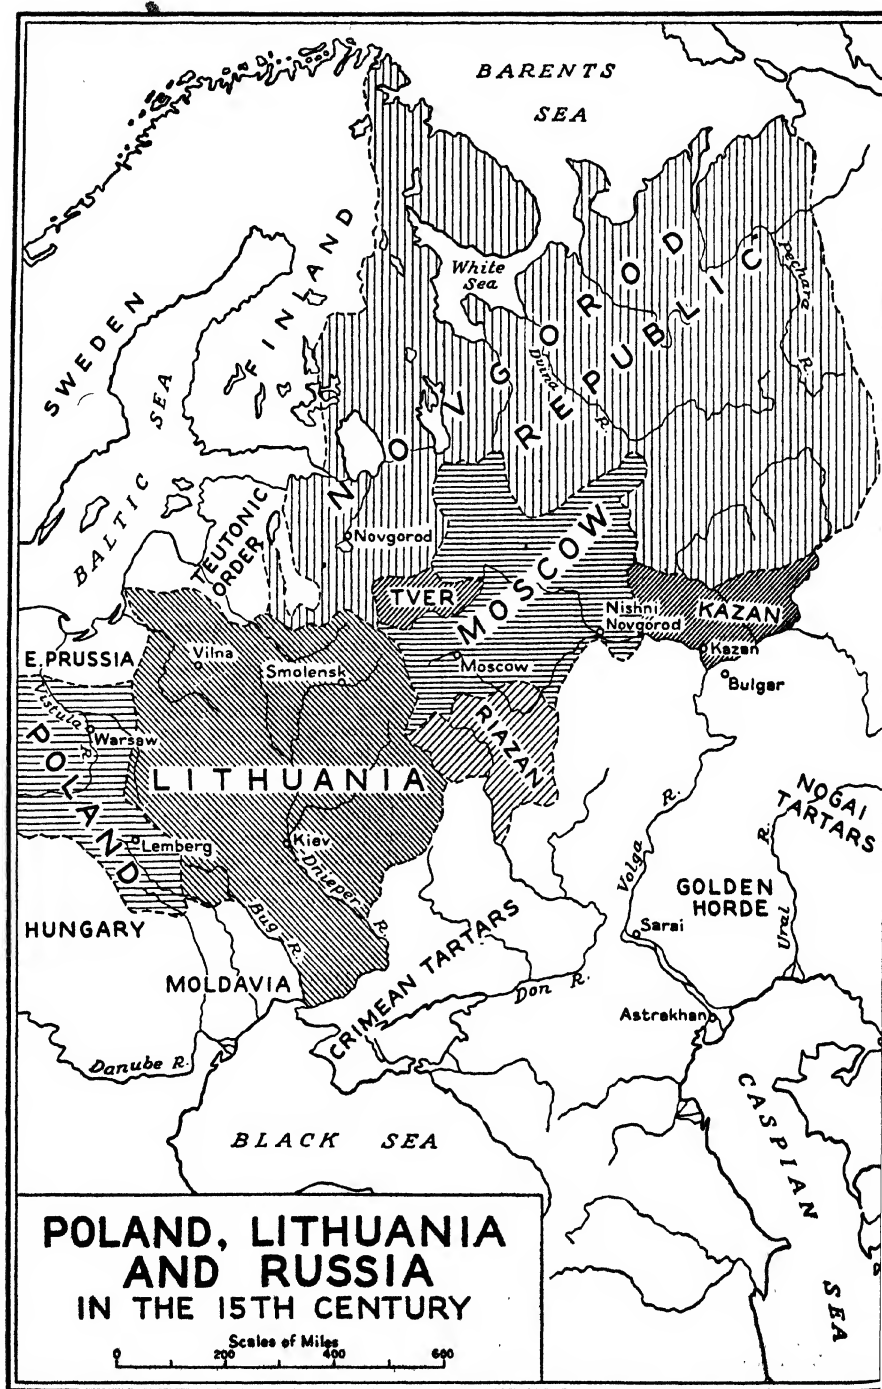 BARENTS
SEA
White
Sea
Pechara
R.
NOVGOROD
REPUBLIC
Dvina
R.
FINLAND
SWEDEN
BALTIC SEA
TEUTONIC
ORDER
Novgorod
TVER
MOSCOW
Nishni
Novgorod
KAZAN
Kazan
Bulgar
E. PRUSSIA
Vilna
Smolensk
Moscow
Vistula
R.
Warsaw
POLAND
LITHUANIA
RIAZAN
NOGAI
TARTARS
Lemberg
Kiev
Dnieper
R.
Volga R.
GOLDEN
HORDE
Ural R.
Sarai
HUNGARY
Bug R.
MOLDAVIA
CRIMEAN TARTARS
Don R.
Astrakhan
Danube R.
BLACK SEA
CASPIAN
SEA
POLAND, LITHUANIA
AND RUSSIA
IN THE 15TH CENTURY
Scales of Miles
0 200 400 600